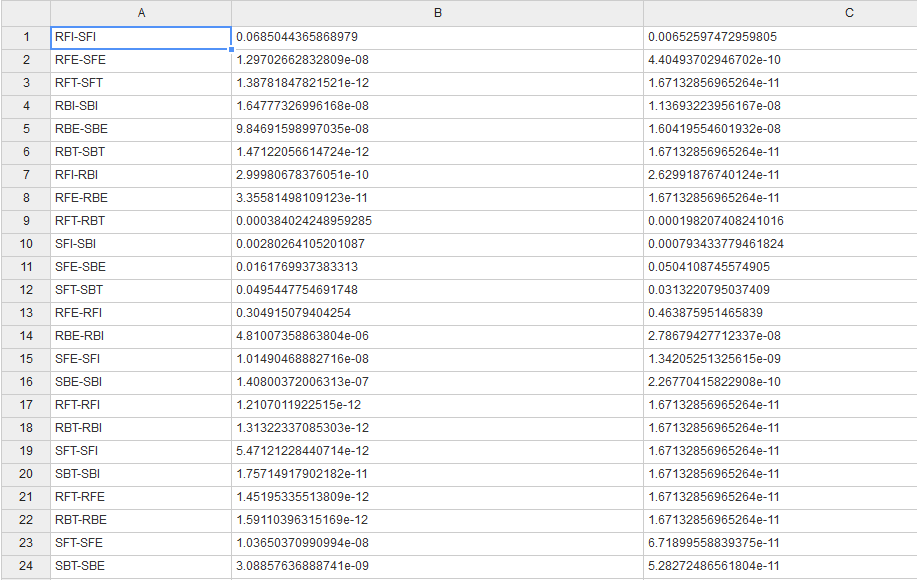 A B C
1 RFI-SFI 0.0685044365868979 0.00652597472959805
2 RFE-SFE 1.29702662832809e-08 4.40493702946702e-10
3 RFT-SFT 1.38781847821521e-12 1.67132856965264e-11
4 RBI-SBI 1.64777326996168e-08 1.13693223956167e-08
5 RBE-SBE 9.84691598997035e-08 1.60419554601932e-08
6 RBT-SBT 1.47122056614724e-12 1.67132856965264e-11
7 RFI-RBI 2.99980678376051e-10 2.62991876740124e-11
8 RFE-RBE 3.35581498109123e-11 1.67132856965264e-11
9 RFT-RBT 0.000384024248959285 0.000198207408241016
10 SFI-SBI 0.00280264105201087 0.000793433779461824
11 SFE-SBE 0.0161769937383313 0.0504108745574905
12 SFT-SBT 0.0495447754691748 0.0313220795037409
13 RFE-RFI 0.304915079404254 0.463875951465839
14 RBE-RBI 4.81007358863804e-06 2.78679427712337e-08
15 SFE-SFI 1.01490468882716e-08 1.34205251325615e-09
16 SBE-SBI 1.40800372006313e-07 2.26770415822908e-10
17 RFT-RFI 1.2107011922515e-12 1.67132856965264e-11
18 RBT-RBI 1.31322337085303e-12 1.67132856965264e-11
19 SFT-SFI 5.47121228440714e-12 1.67132856965264e-11
20 SBT-SBI 1.75714917902182e-11 1.67132856965264e-11
21 RFT-RFE 1.45195335513809e-12 1.67132856965264e-11
22 RBT-RBE 1.59110396315169e-12 1.67132856965264e-11
23 SFT-SFE 1.03650370990994e-08 6.71899558839375e-11
24 SBT-SBE 3.08857636888741e-09 5.28272486561804e-11